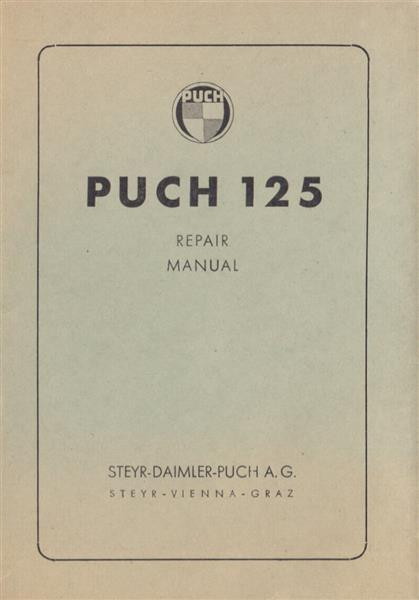 PUCH
PUCH 125
REPAIR
MANUAL
STEYR-DAIMLER-PUCH A.G.
STEYR-VIENNA-GRAZ